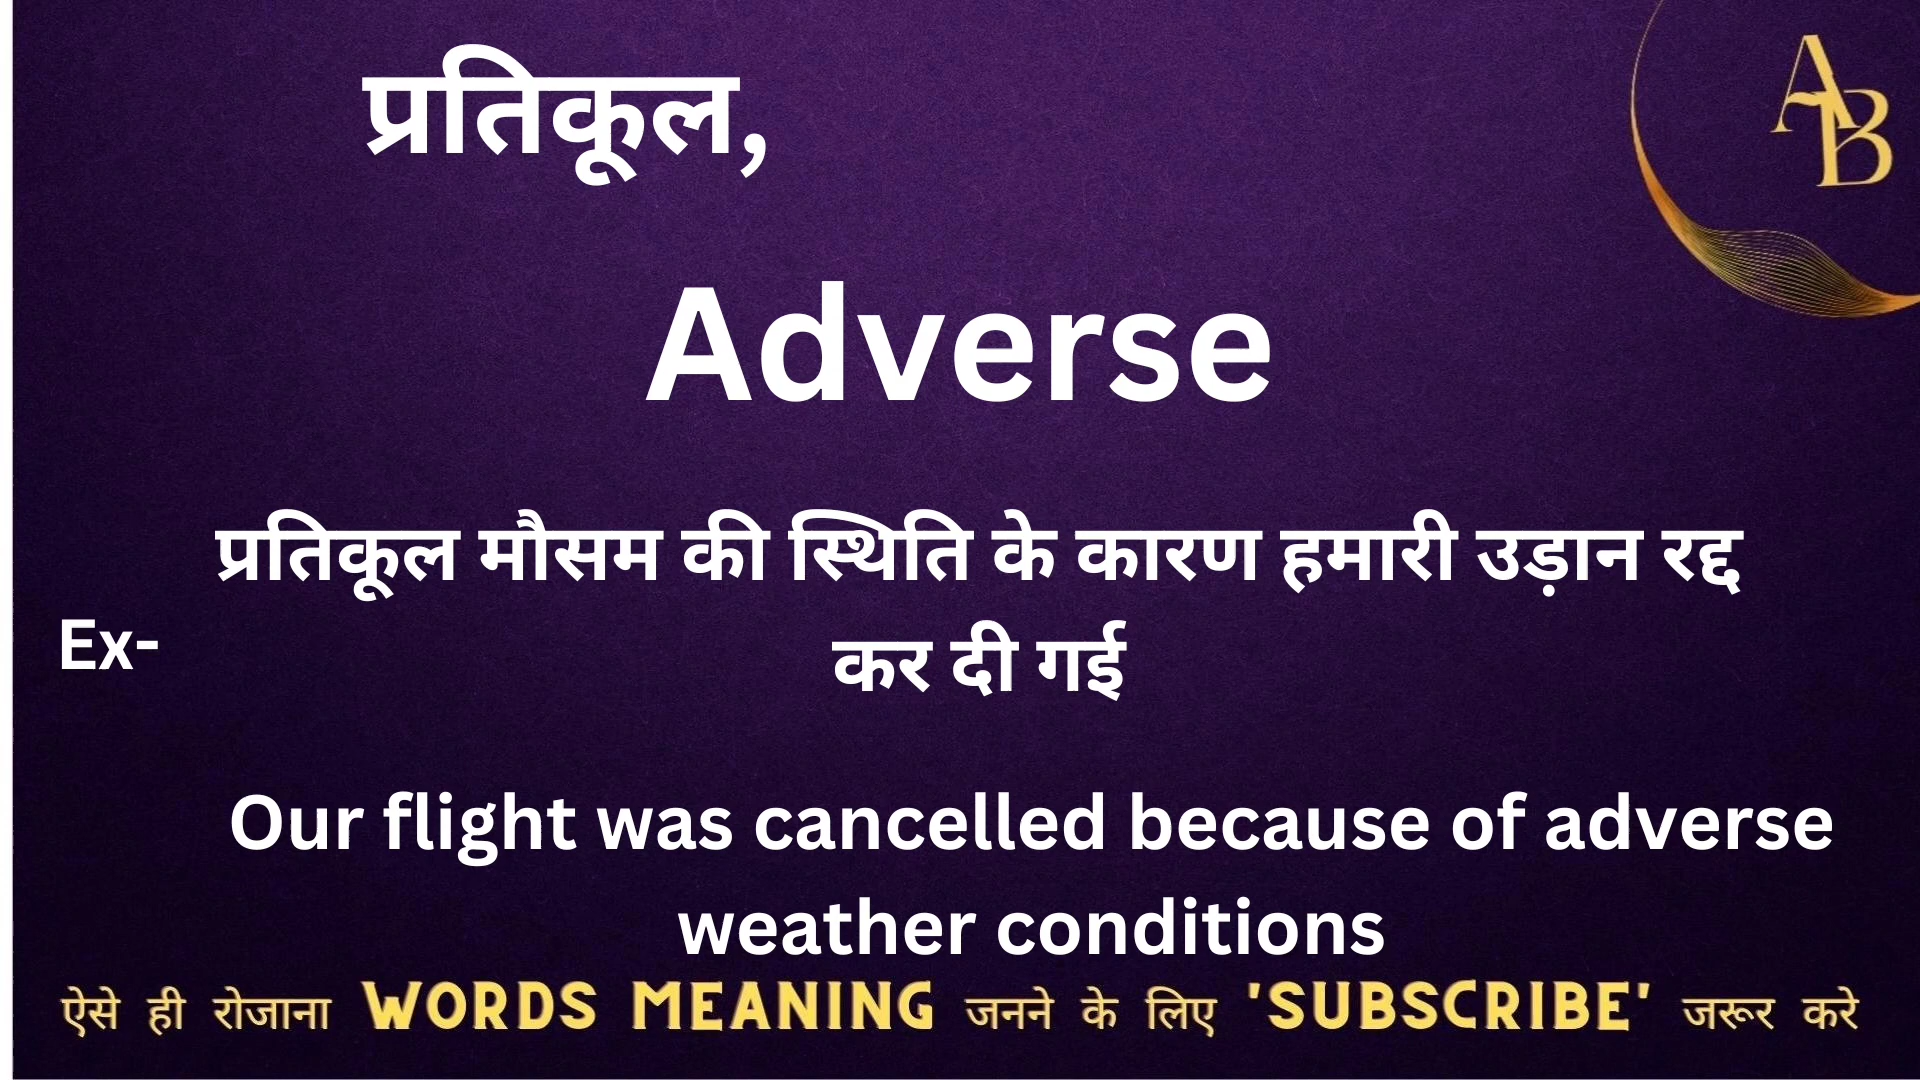 प्रतिकूल,
AB
Adverse
प्रतिकूल मौसम की स्थिति के कारण हमारी उड़ान रद्द
Ex-
कर दी गई
Our flight was cancelled because of adverse
weather conditions
ऐसे ही रोजाना WORDS MEANING जनने के लिए 'SUBSCRIBE' जरूर करे